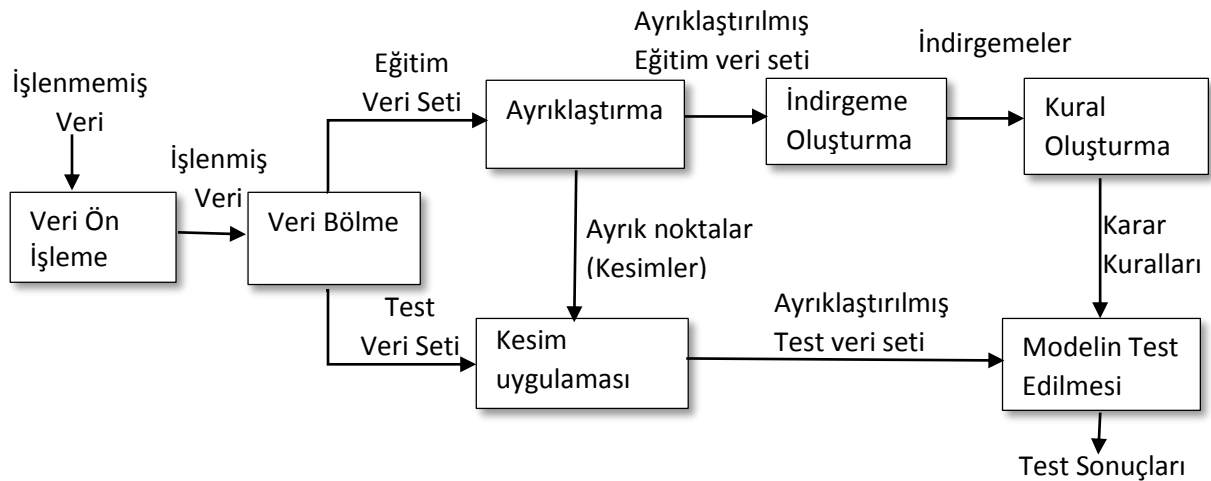 İşlenmemiş
Veri
Veri Ön
İşleme
İşlenmiş
Veri
Veri Bölme
Eğitim
Veri Seti
Ayrıklaştırma
Ayrıklaştırılmış
Eğitim veri seti
İndirgeme
Oluşturma
İndirgemeler
Kural
Oluşturma
Ayrık noktalar
(Kesimler)
Karar
Kuralları
Test
Veri Seti
Kesim
uygulaması
Ayrıklaştırılmış
Test veri seti
Modelin Test
Edilmesi
Test Sonuçları